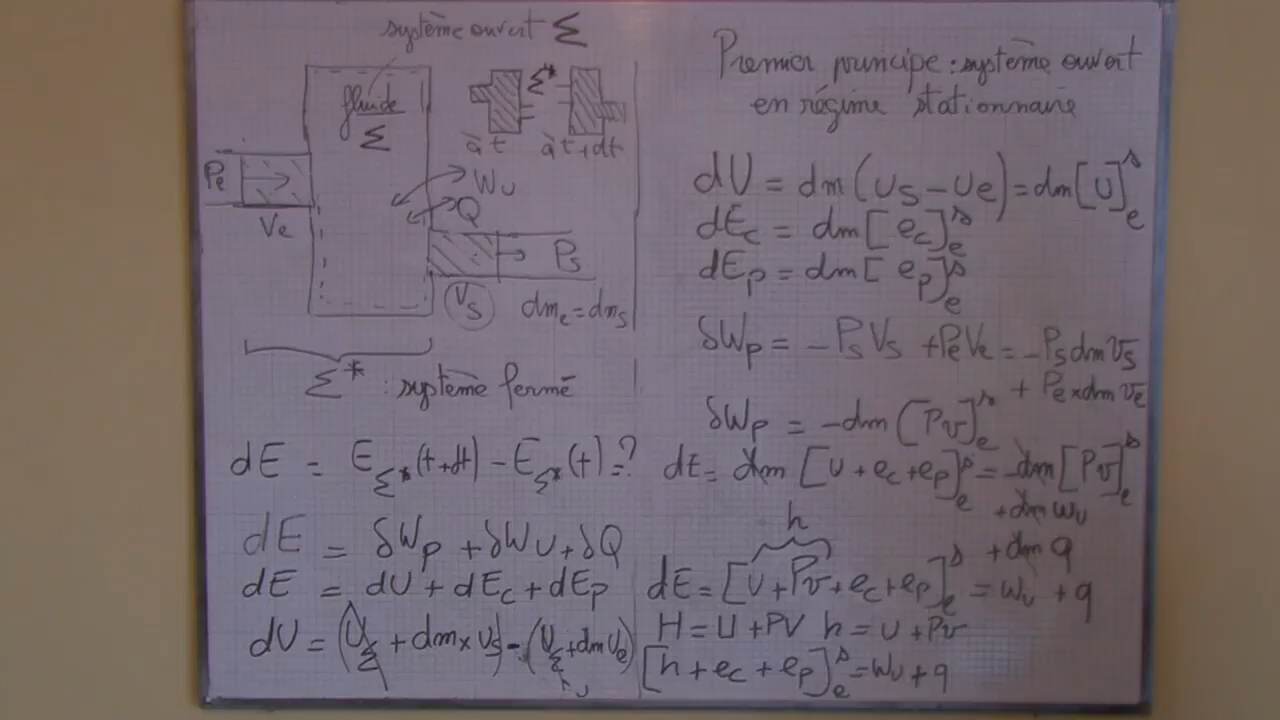 système ouvert Σ
fluide
Σ
Σ*
à t
à t+dt
Pe
Ve
Wu
Q
Ps
Vs
dme = dms
Σ* : système fermé
dE = EΣ*(t+dt) – EΣ*(t) = ?
dE = δWp + δWu + δQ
dE = dU + dEc + dEp
dU = (UΣ + dm × us) – (UΣ + dm ue)
Premier principe : système ouvert
en régime stationnaire
dU = dm (us – ue) = dm [u]ₑˢ
dEc = dm [ec]ₑˢ
dEp = dm [ep]ₑˢ
δWp = – Ps Vs + Pe Ve = – Ps dm vs
+ Pe × dm ve
δWp = – dm [Pv]ₑˢ
dE = dm [u + ec + ep]ₑˢ = – dm [Pv]ₑˢ
+ dm wu
+ dm q
h
dE = [u + Pv + ec + ep]ₑˢ = wu + q
H = U + PV h = u + Pv
[h + ec + ep]ₑˢ = wu + q